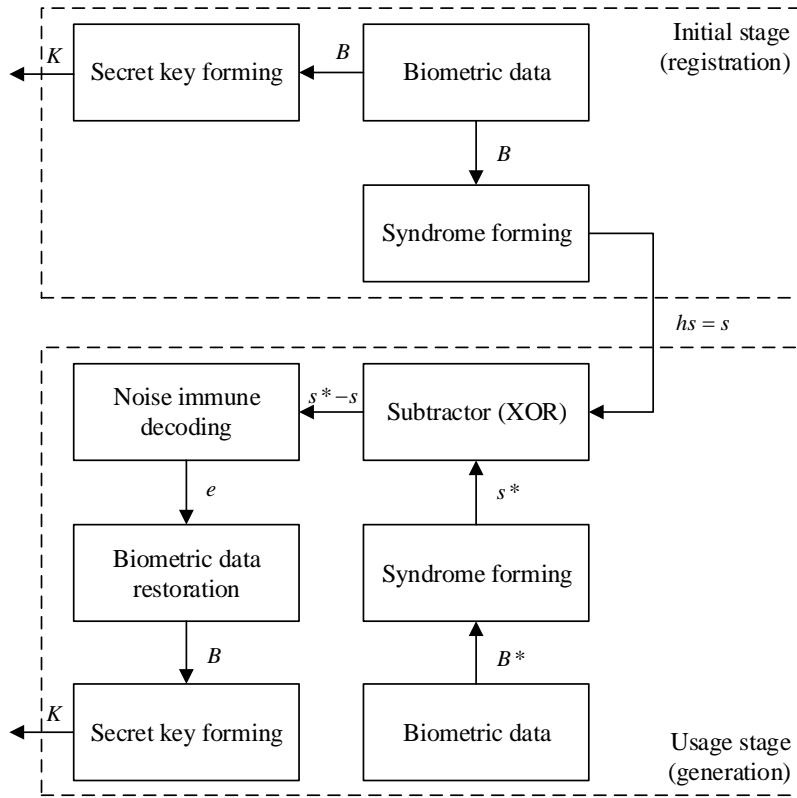 Initial stage
(registration)
K
Secret key forming
B
Biometric data
B
Syndrome forming
hs = s
Noise immune
decoding
s*–s
Subtractor (XOR)
e
s*
Biometric data
restoration
Syndrome forming
B
B*
K
Secret key forming
Biometric data
Usage stage
(generation)